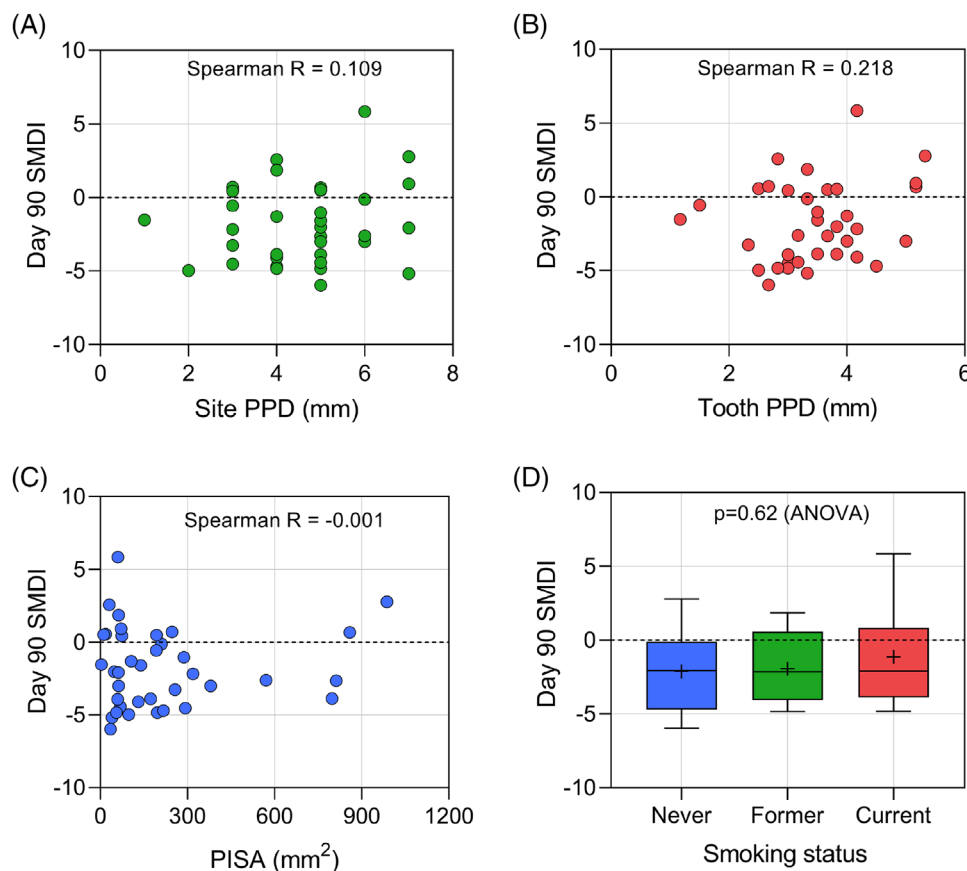 (A)
Spearman R = 0.109
10
5
0
-5
-10
Day 90 SMDI
0 2 4 6 8
Site PPD (mm)
(B)
Spearman R = 0.218
10
5
0
-5
-10
Day 90 SMDI
0 2 4 6
Tooth PPD (mm)
(C)
Spearman R = -0.001
10
5
0
-5
-10
Day 90 SMDI
0 300 600 900 1200
PISA (mm²)
(D)
p=0.62 (ANOVA)
10
5
0
-5
-10
Day 90 SMDI
Never Former Current
Smoking status